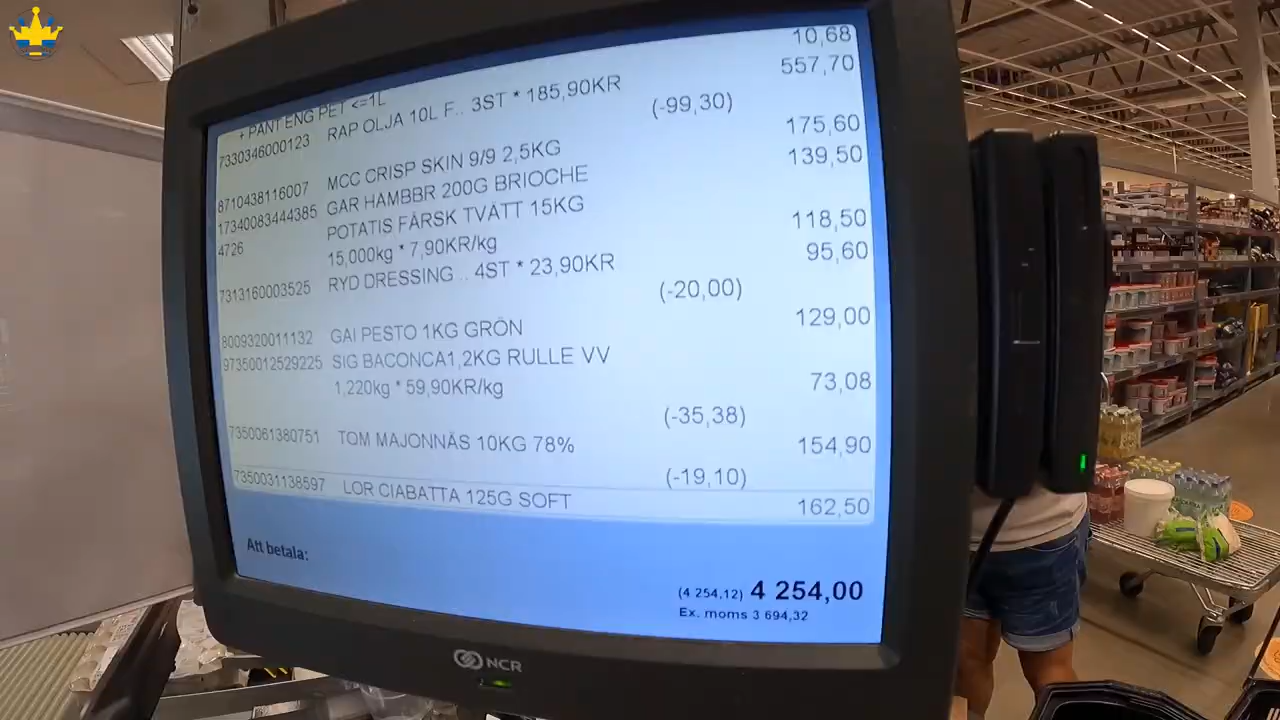 10,68
+ PANT ENG PET <=1L
7330346000123 RAP OLJA 10L F.. 3ST * 185,90KR 557,70
(-99,30)
8710438116007 MCC CRISP SKIN 9/9 2,5KG 175,60
17340083444385 GAR HAMBBR 200G BRIOCHE 139,50
4726 POTATIS FÄRSK TVÄTT 15KG
15,000kg * 7,90KR/kg 118,50
7313160003525 RYD DRESSING .. 4ST * 23,90KR 95,60
(-20,00)
8009320011132 GAI PESTO 1KG GRÖN 129,00
97350012529225 SIG BACONCA1,2KG RULLE VV
1,220kg * 59,90KR/kg 73,08
(-35,38)
7350061380751 TOM MAJONNÄS 10KG 78% 154,90
(-19,10)
7350031138597 LOR CIABATTA 125G SOFT 162,50
Att betala:
(4 254,12) 4 254,00
Ex. moms 3 694,32
NCR